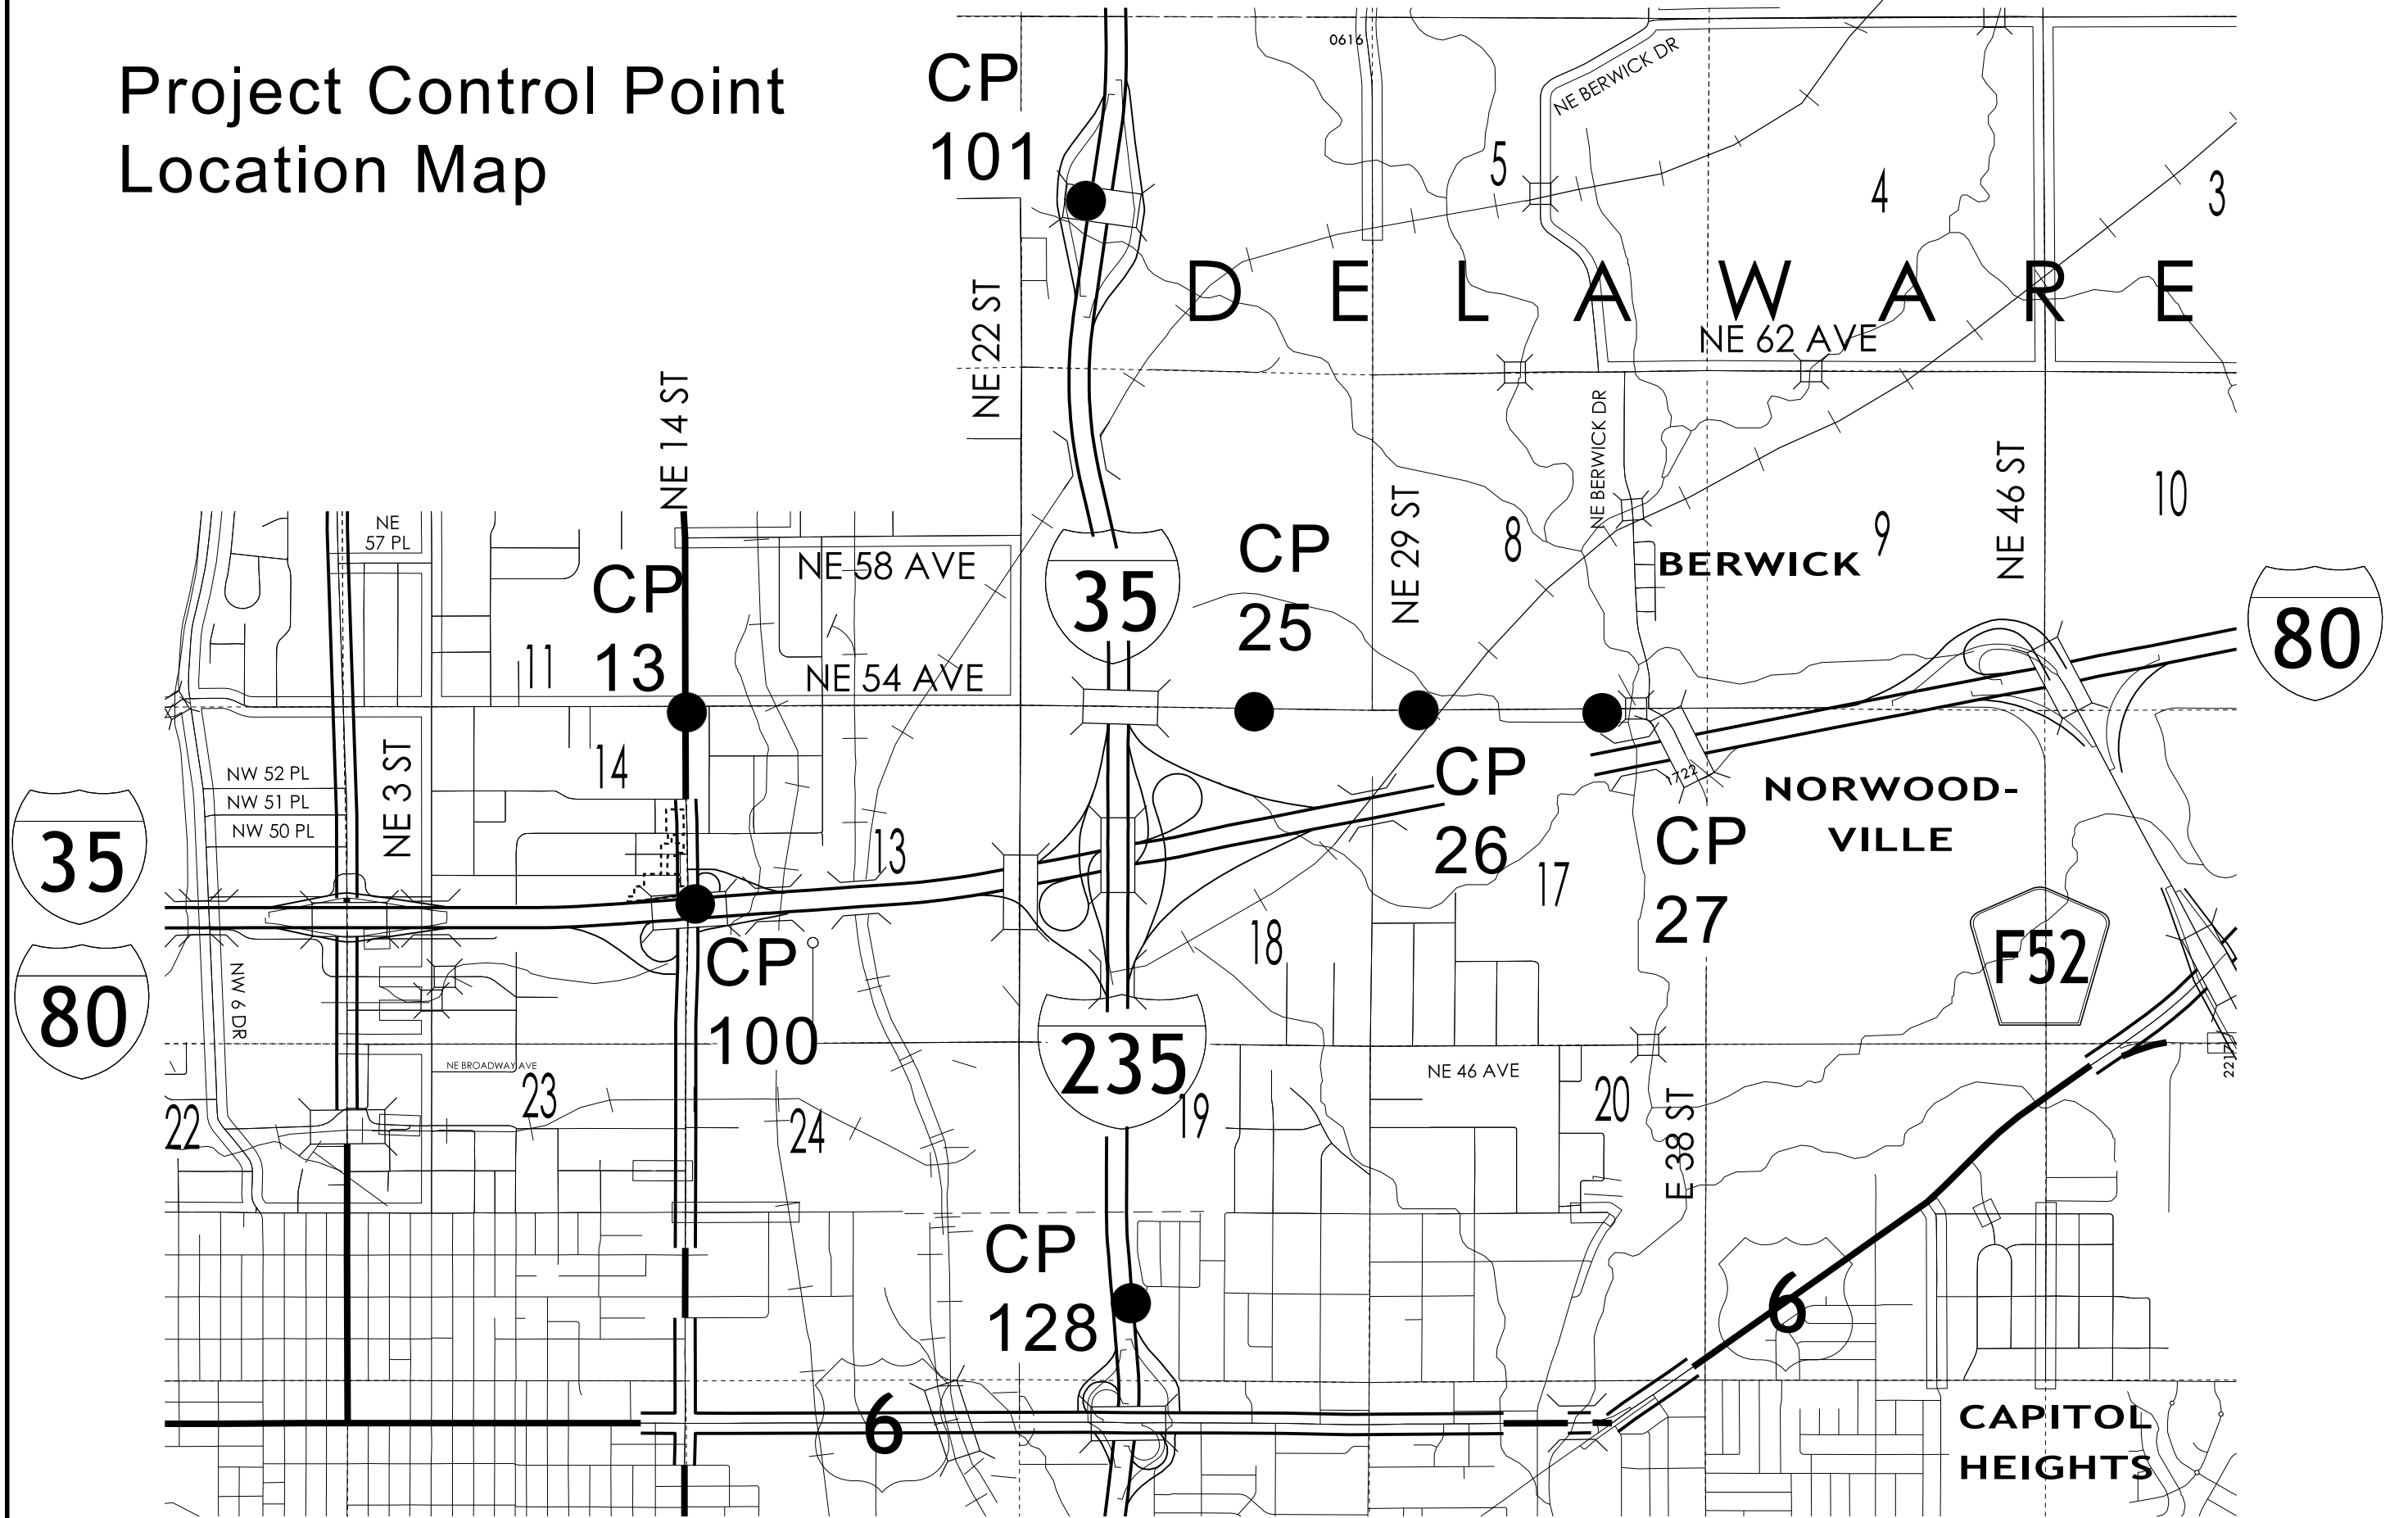 Project Control Point
Location Map
CP
101
0616
NE BERWICK DR
5
4
3
D E L A W A R E
NE 22 ST
NE 62 AVE
NE 14 ST
NE BERWICK DR
NE 46 ST
10
NE
57 PL
NE 58 AVE
CP
13
11
NE 54 AVE
35
CP
25
NE 29 ST
8
BERWICK
9
80
NE 3 ST
14
NW 52 PL
NW 51 PL
NW 50 PL
35
80
13
CP
26
1722
NORWOOD-
VILLE
CP
27
17
18
F52
NW 6 DR
CP
100
235
NE BROADWAY AVE
NE 46 AVE
2217
22
23
24
19
20
E 38 ST
CP
128
6
6
CAPITOL
HEIGHTS